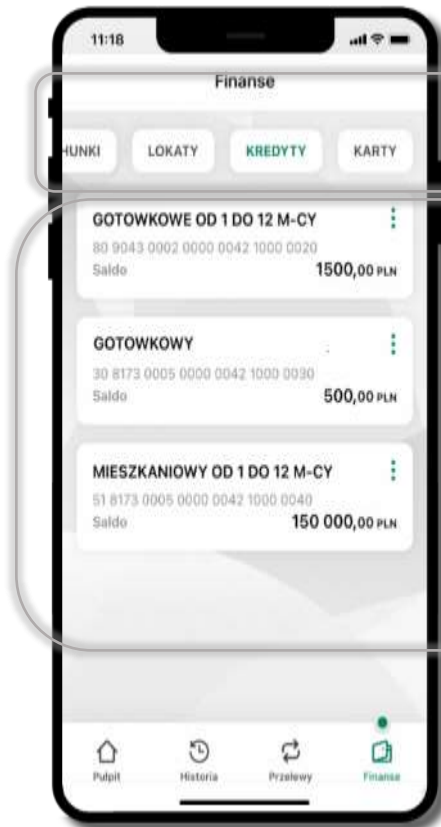 11:18
Finanse
HUNKI LOKATY KREDYTY KARTY
GOTOWKOWE OD 1 DO 12 M-CY
80 9043 0002 0000 0042 1000 0020
Saldo 1500,00 PLN
GOTOWKOWY
30 8173 0005 0000 0042 1000 0030
Saldo 500,00 PLN
MIESZKANIOWY OD 1 DO 12 M-CY
51 8173 0005 0000 0042 1000 0040
Saldo 150 000,00 PLN
Pulpit Historia Przelewy Finanse